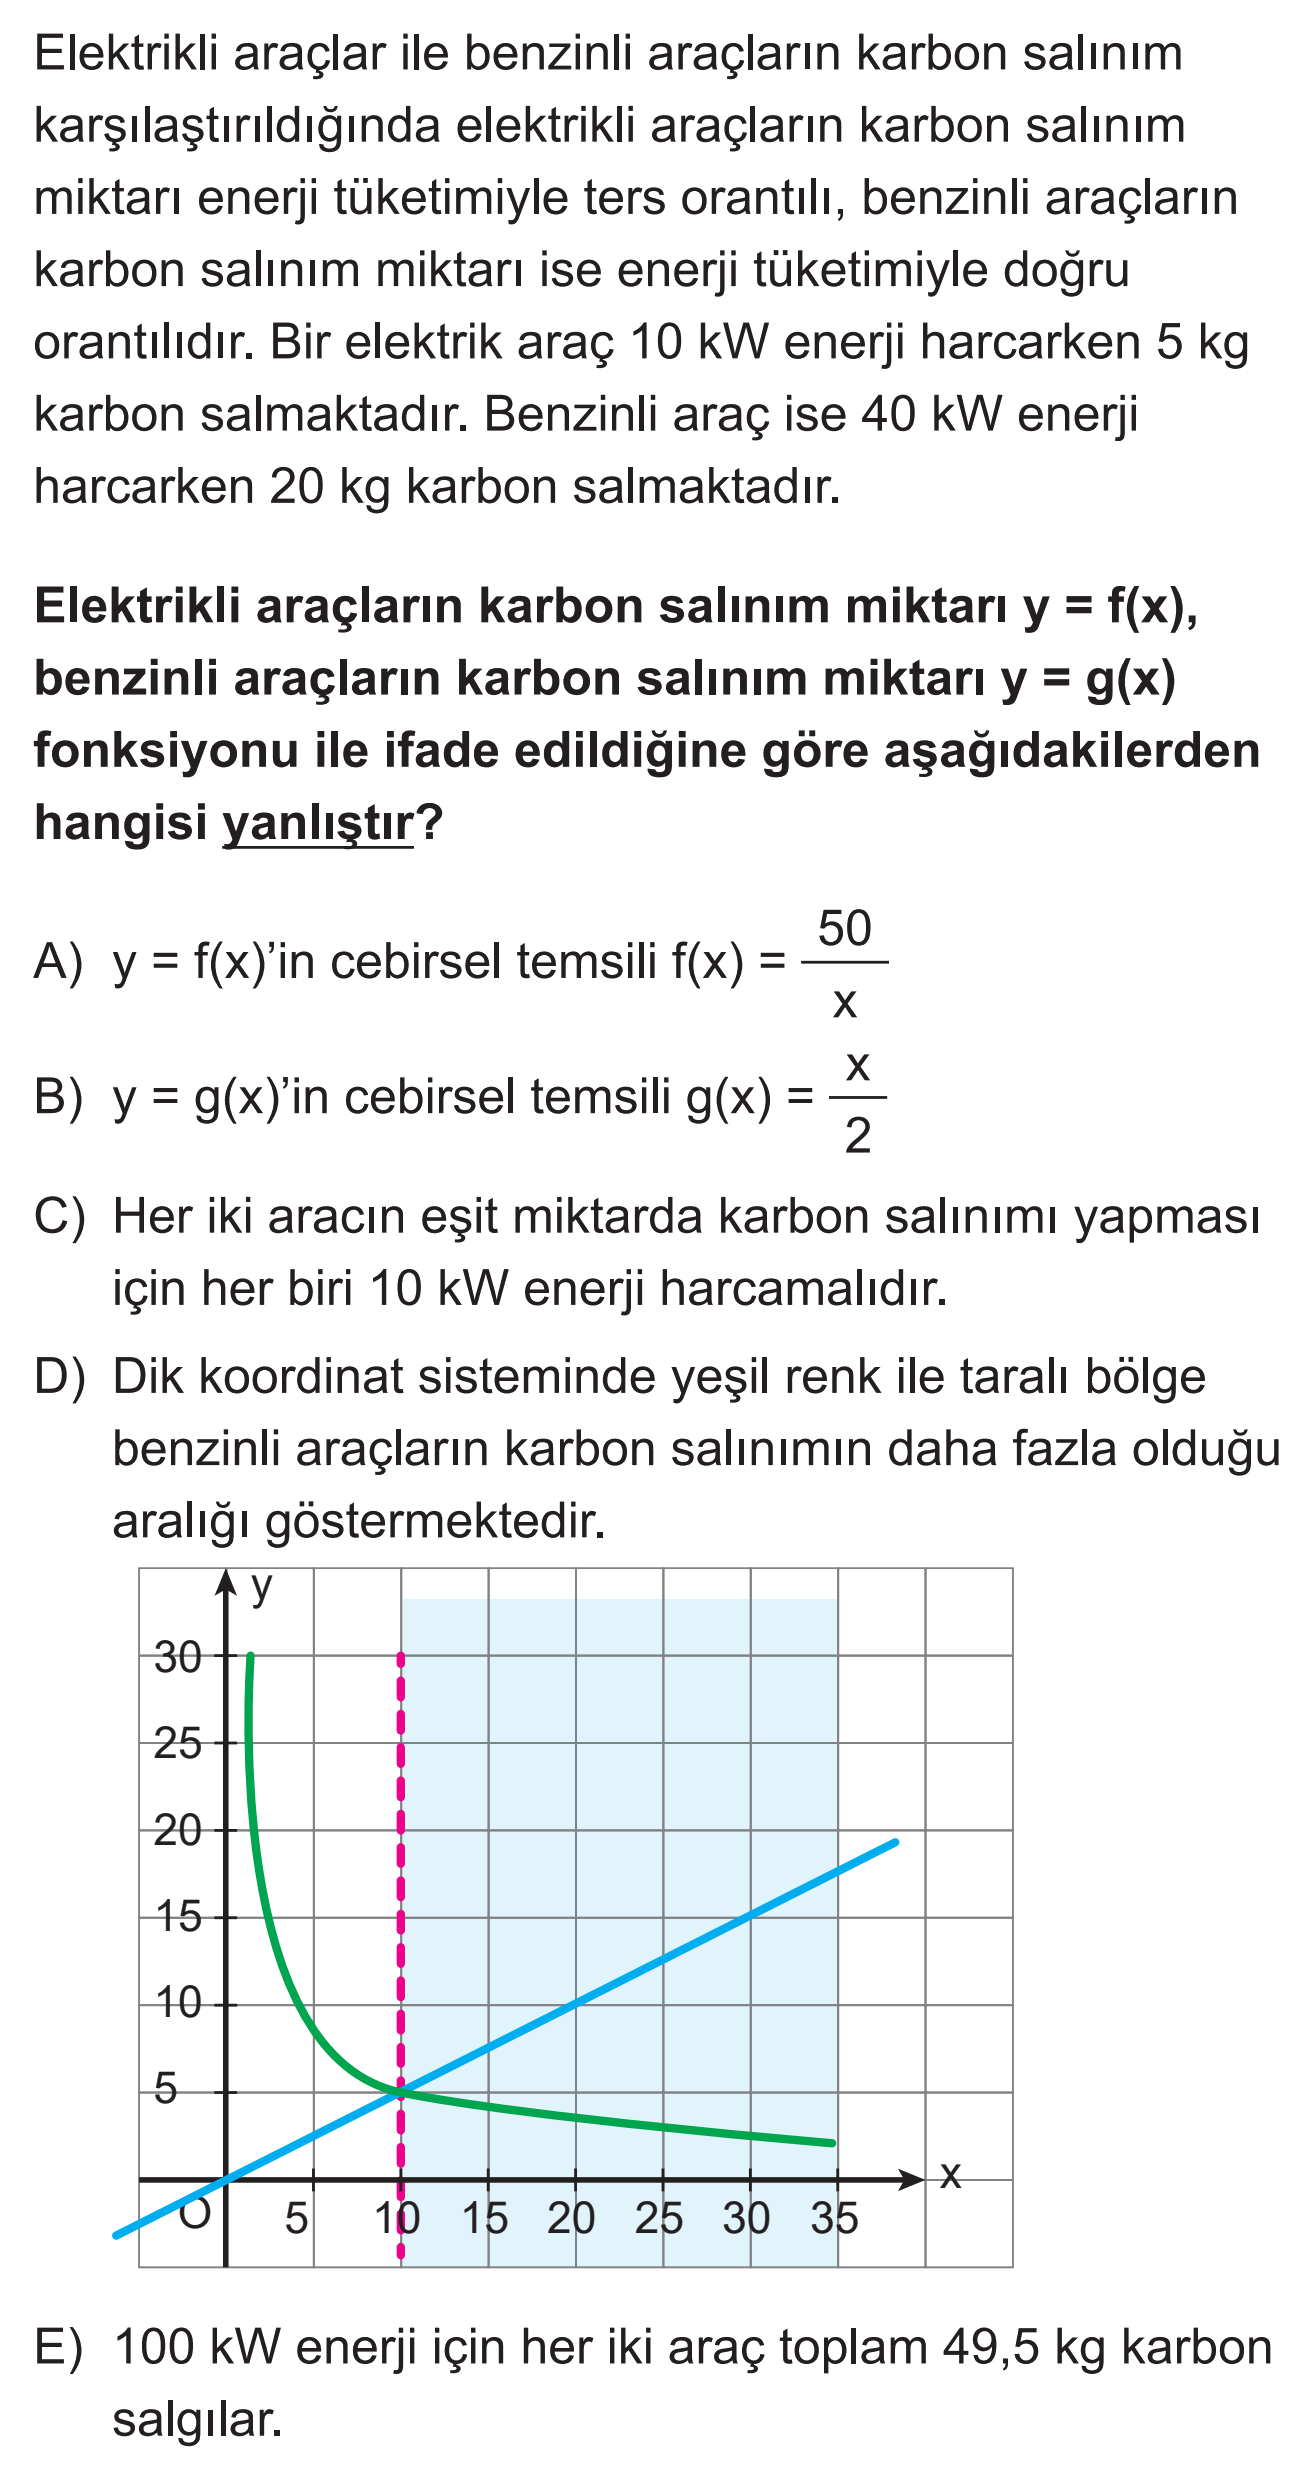 Elektrikli araçlar ile benzinli araçların karbon salınım
karşılaştırıldığında elektrikli araçların karbon salınım
miktarı enerji tüketimiyle ters orantılı, benzinli araçların
karbon salınım miktarı ise enerji tüketimiyle doğru
orantılıdır. Bir elektrik araç 10 kW enerji harcarken 5 kg
karbon salmaktadır. Benzinli araç ise 40 kW enerji
harcarken 20 kg karbon salmaktadır.
Elektrikli araçların karbon salınım miktarı y = f(x),
benzinli araçların karbon salınım miktarı y = g(x)
fonksiyonu ile ifade edildiğine göre aşağıdakilerden
hangisi yanlıştır?
A) y = f(x)’in cebirsel temsili f(x) = 50/x
B) y = g(x)’in cebirsel temsili g(x) = x/2
C) Her iki aracın eşit miktarda karbon salınımı yapması
için her biri 10 kW enerji harcamalıdır.
D) Dik koordinat sisteminde yeşil renk ile taralı bölge
benzinli araçların karbon salınımın daha fazla olduğu
aralığı göstermektedir.
y
30
25
20
15
10
5
x
O 5 10 15 20 25 30 35
E) 100 kW enerji için her iki araç toplam 49,5 kg karbon
salgılar.